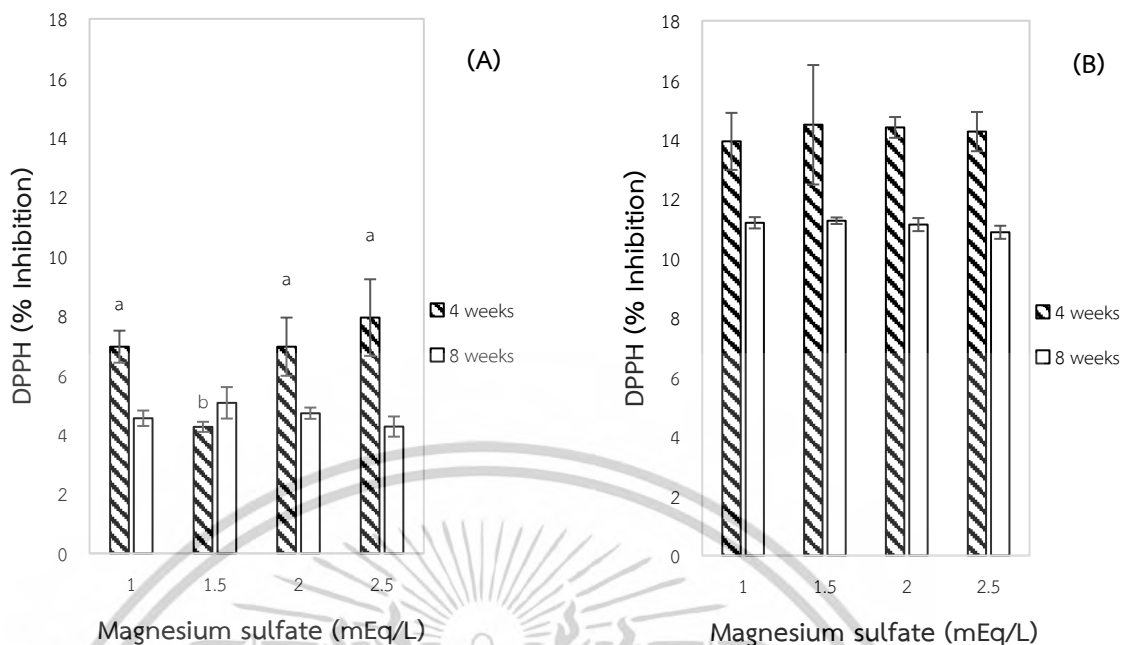 (A)
DPPH (% Inhibition)
18
16
14
12
10
8
6
4
2
0
a
b
a
a
4 weeks
8 weeks
1
1.5
2
2.5
Magnesium sulfate (mEq/L)
(B)
DPPH (% Inhibition)
18
16
14
12
10
8
6
4
2
0
4 weeks
8 weeks
1
1.5
2
2.5
Magnesium sulfate (mEq/L)